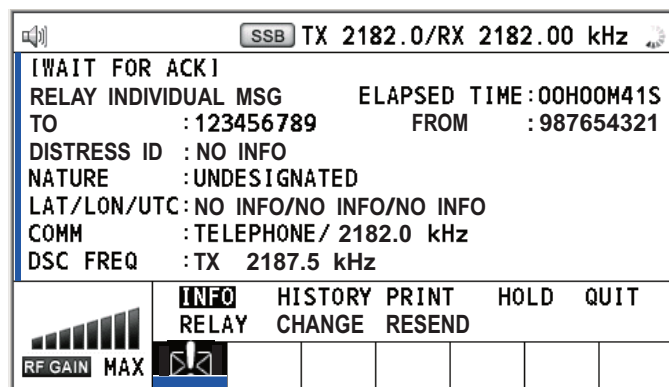 SSB TX 2182.0/RX 2182.00 kHz
[WAIT FOR ACK]
RELAY INDIVIDUAL MSG ELAPSED TIME:00H00M41S
TO :123456789 FROM :987654321
DISTRESS ID : NO INFO
NATURE :UNDESIGNATED
LAT/LON/UTC:NO INFO/NO INFO/NO INFO
COMM :TELEPHONE/ 2182.0 kHz
DSC FREQ :TX 2187.5 kHz
INFO HISTORY PRINT HOLD QUIT
RELAY CHANGE RESEND
RF GAIN MAX